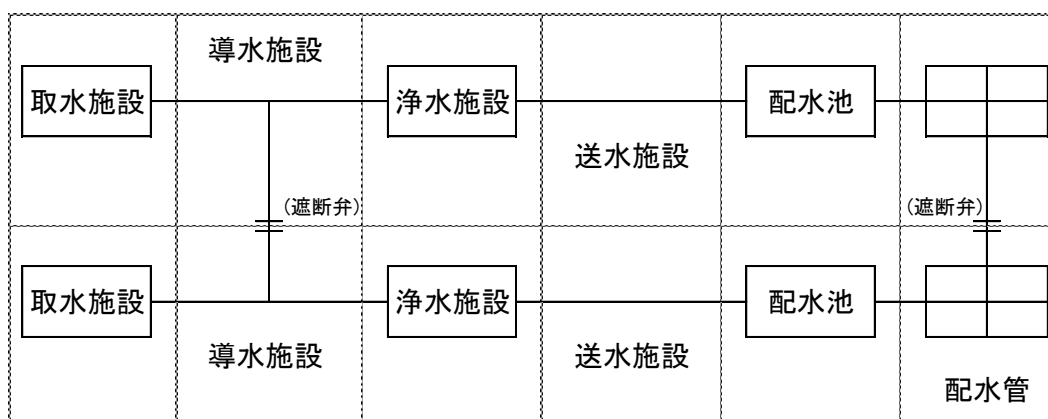 導水施設
取水施設
浄水施設
配水池
送水施設
(遮断弁)
(遮断弁)
取水施設
浄水施設
配水池
導水施設
送水施設
配水管